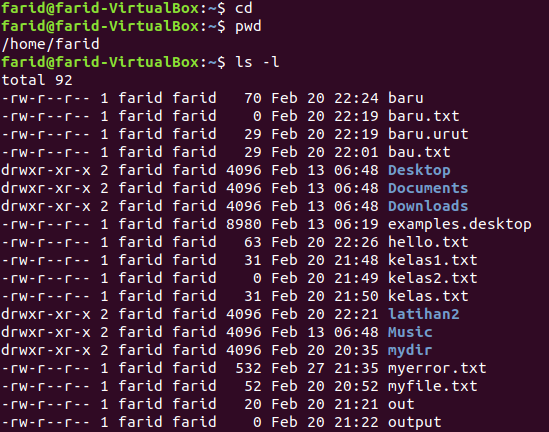 farid@farid-VirtualBox:~$ cd
farid@farid-VirtualBox:~$ pwd
/home/farid
farid@farid-VirtualBox:~$ ls -l
total 92
-rw-r--r-- 1 farid farid   70 Feb 20 22:24 baru
-rw-r--r-- 1 farid farid    0 Feb 20 22:19 baru.txt
-rw-r--r-- 1 farid farid   29 Feb 20 22:19 baru.urut
-rw-r--r-- 1 farid farid   29 Feb 20 22:01 bau.txt
drwxr-xr-x 2 farid farid 4096 Feb 13 06:48 Desktop
drwxr-xr-x 2 farid farid 4096 Feb 13 06:48 Documents
drwxr-xr-x 2 farid farid 4096 Feb 13 06:48 Downloads
-rw-r--r-- 1 farid farid 8980 Feb 13 06:19 examples.desktop
-rw-r--r-- 1 farid farid   63 Feb 20 22:26 hello.txt
-rw-r--r-- 1 farid farid   31 Feb 20 21:48 kelas1.txt
-rw-r--r-- 1 farid farid    0 Feb 20 21:49 kelas2.txt
-rw-r--r-- 1 farid farid   31 Feb 20 21:50 kelas.txt
drwxr-xr-x 2 farid farid 4096 Feb 20 22:21 latihan2
drwxr-xr-x 2 farid farid 4096 Feb 13 06:48 Music
drwxr-xr-x 2 farid farid 4096 Feb 20 20:35 mydir
-rw-r--r-- 1 farid farid  532 Feb 27 21:35 myerror.txt
-rw-r--r-- 1 farid farid   52 Feb 20 20:52 myfile.txt
-rw-r--r-- 1 farid farid   20 Feb 20 21:21 out
-rw-r--r-- 1 farid farid    0 Feb 20 21:22 output